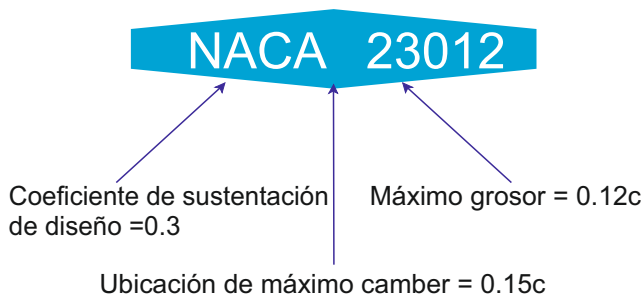 NACA 23012
Coeficiente de sustentación
de diseño =0.3
Máximo grosor = 0.12c
Ubicación de máximo camber = 0.15c